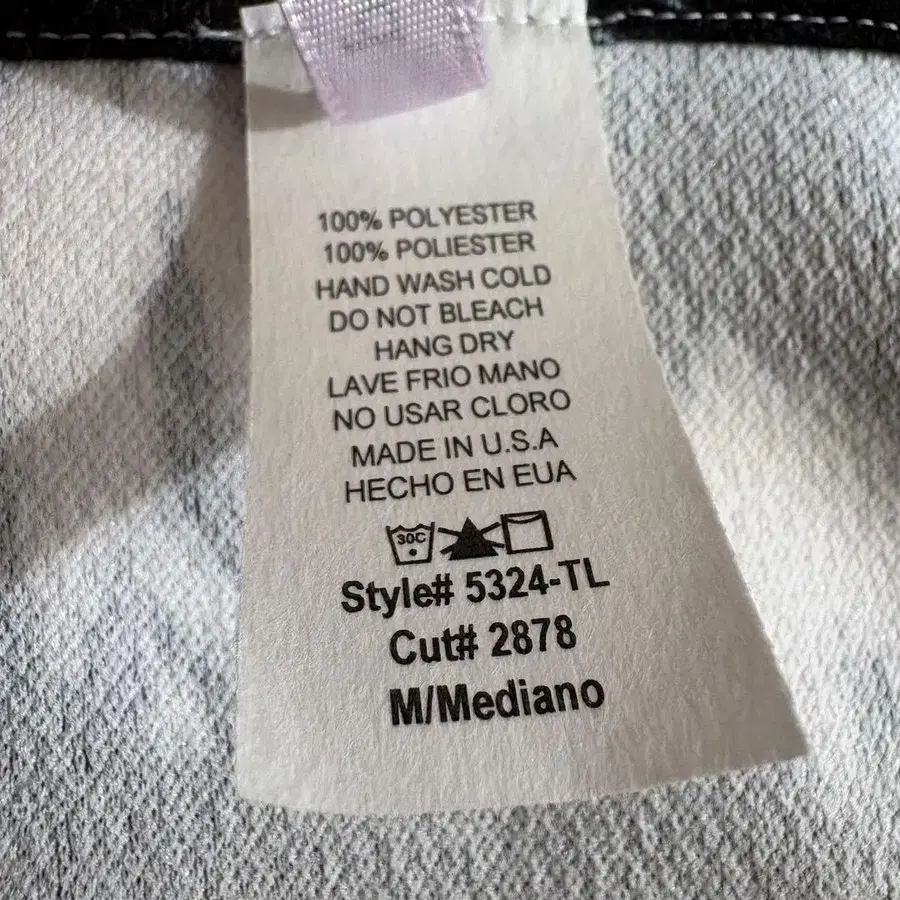 100% POLYESTER
100% POLIESTER
HAND WASH COLD
DO NOT BLEACH
HANG DRY
LAVE FRIO MANO
NO USAR CLORO
MADE IN U.S.A
HECHO EN EUA
30C
Style# 5324-TL
Cut# 2878
M/Mediano